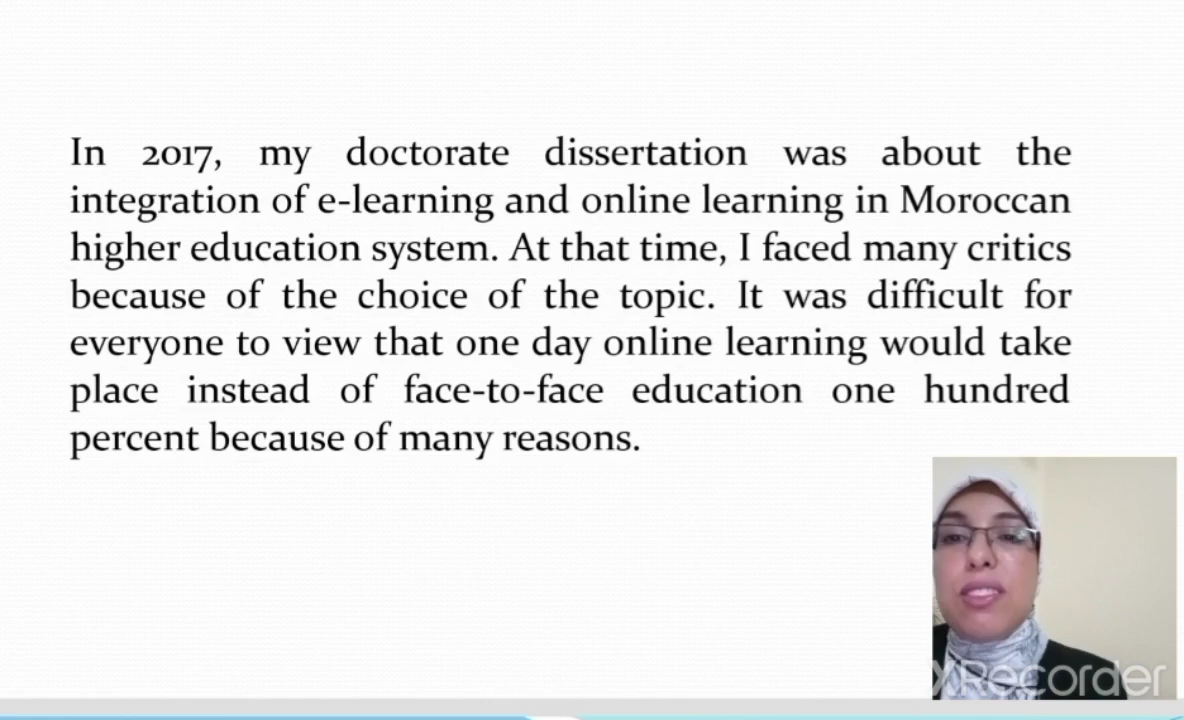 In 2017, my doctorate dissertation was about the
integration of e-learning and online learning in Moroccan
higher education system. At that time, I faced many critics
because of the choice of the topic. It was difficult for
everyone to view that one day online learning would take
place instead of face-to-face education one hundred
percent because of many reasons.
XRecorder